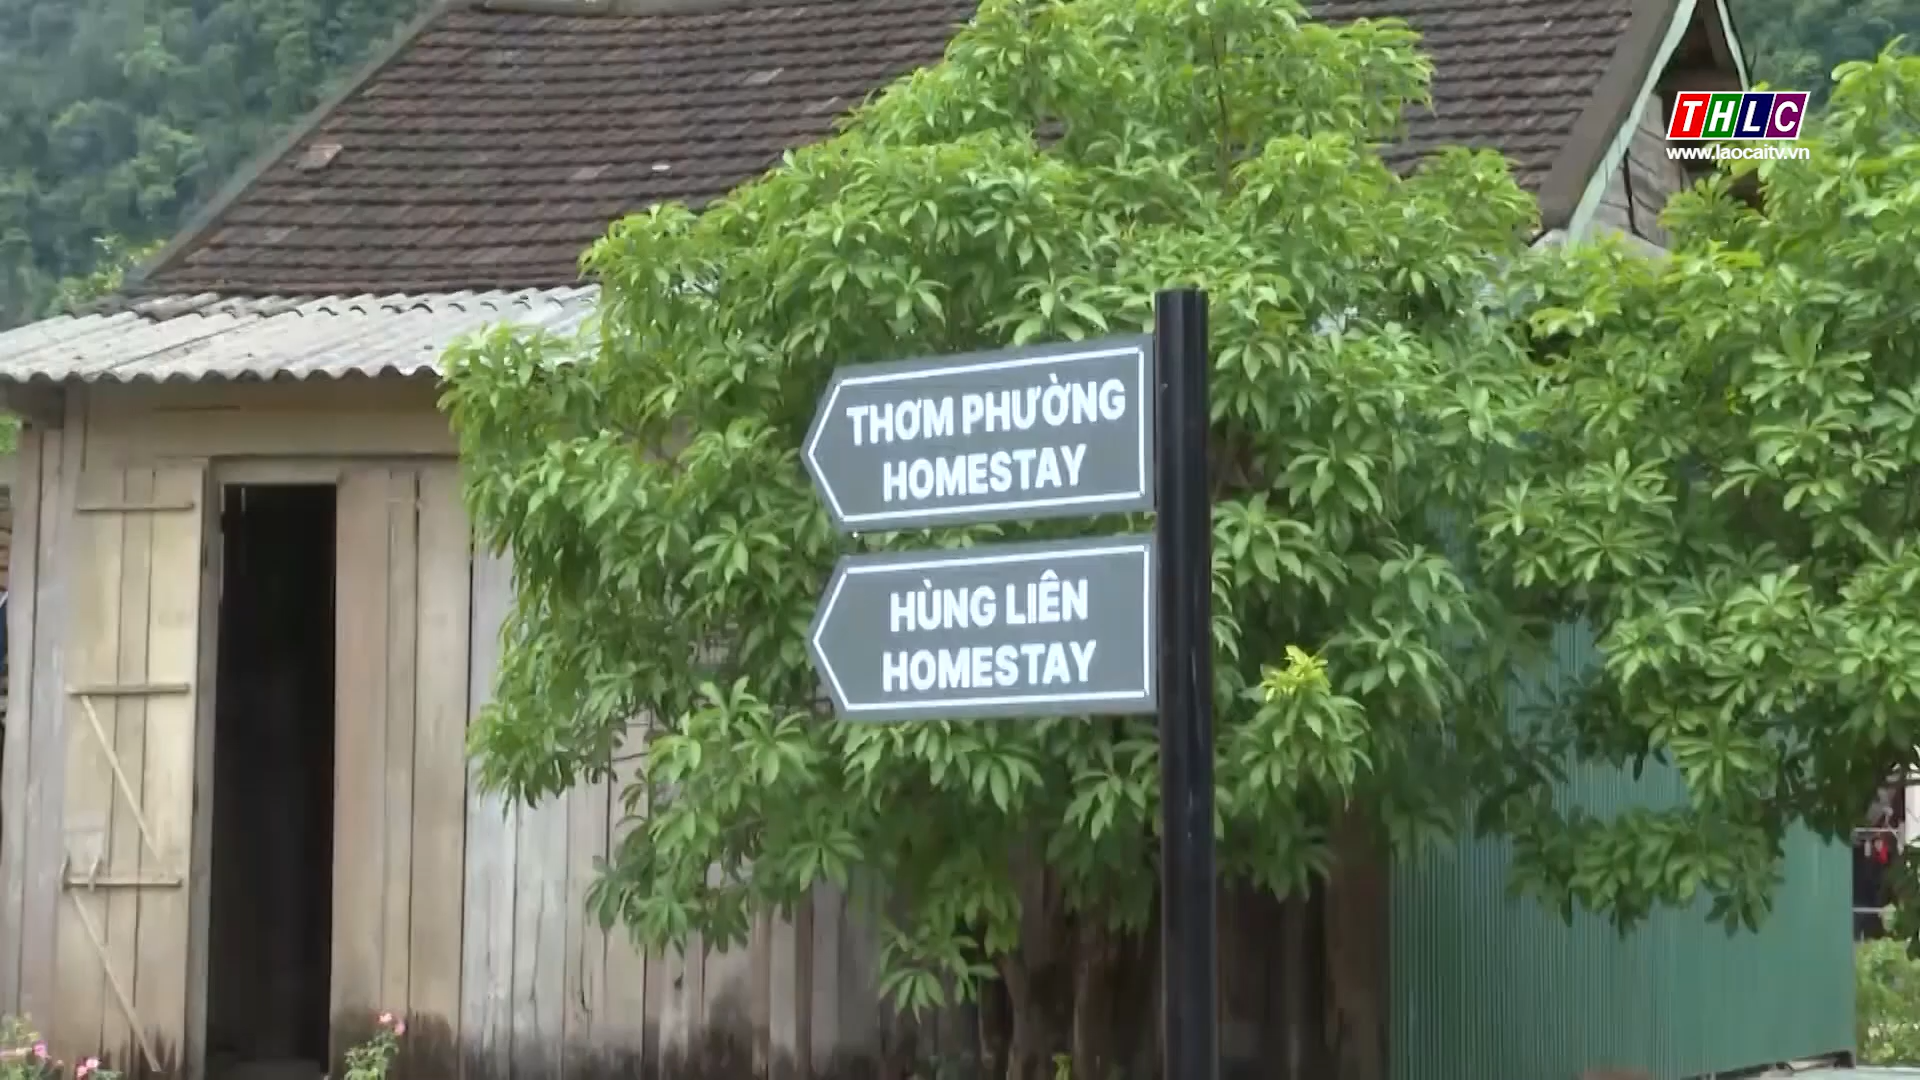 THLC
www.laocaitv.vn
THƠM PHƯỜNG
HOMESTAY
HÙNG LIÊN
HOMESTAY